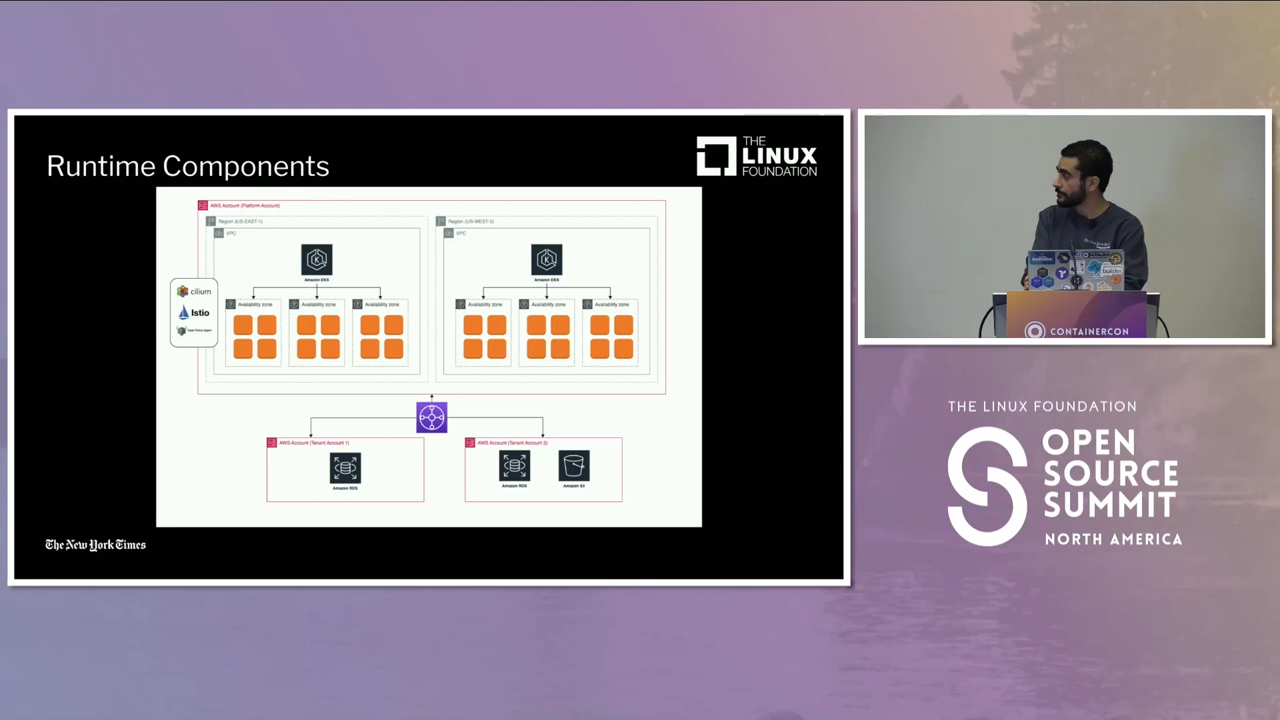 Runtime Components
THE
LINUX
FOUNDATION
AWS Account (Platform Account)
Region (US-EAST-1)
VPC
Amazon EKS
Availability zone
Availability zone
Availability zone
Region (US-WEST-2)
VPC
Amazon EKS
Availability zone
Availability zone
Availability zone
cilium
Istio
Open Policy Agent
AWS Account (Tenant Account 1)
Amazon RDS
AWS Account (Tenant Account 2)
Amazon RDS
Amazon S3
The New York Times
CONTAINERCON
THE LINUX FOUNDATION
OPEN
SOURCE
SUMMIT
NORTH AMERICA